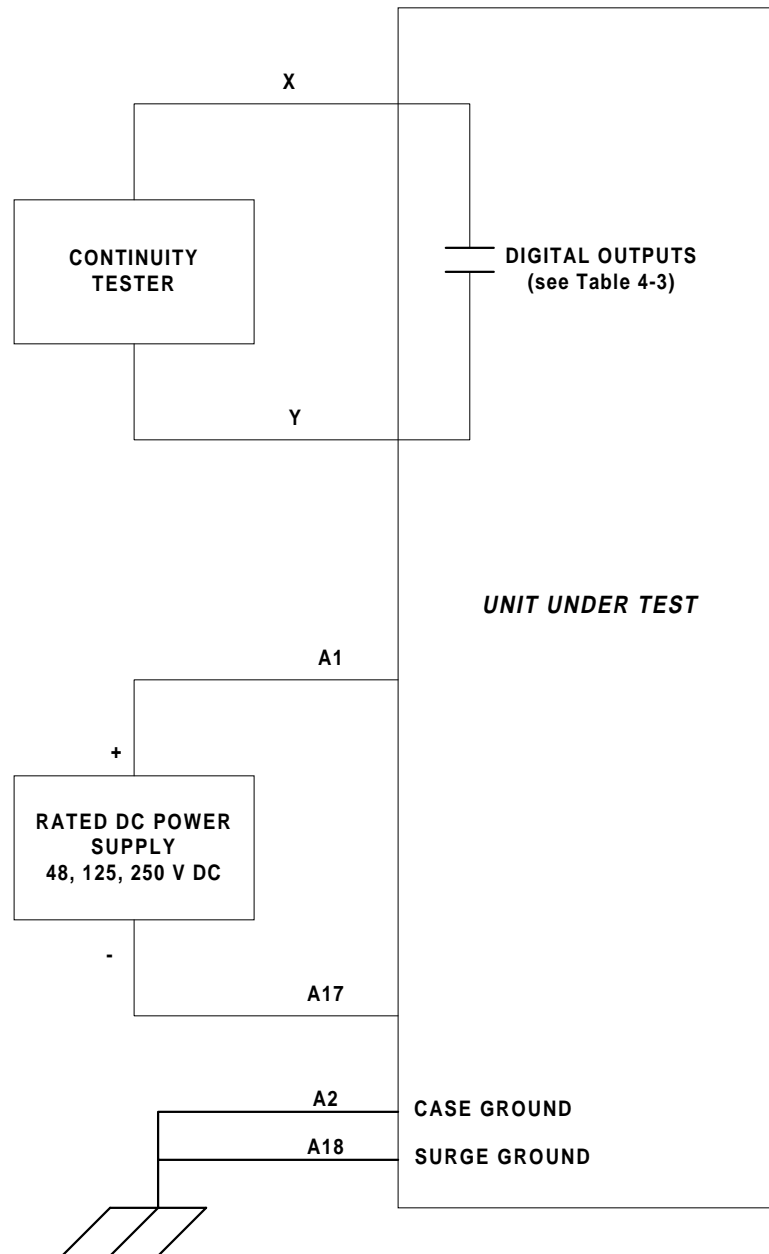 X
CONTINUITY
TESTER
DIGITAL OUTPUTS
(see Table 4-3)
Y
UNIT UNDER TEST
A1
+
RATED DC POWER
SUPPLY
48, 125, 250 V DC
-
A17
A2
CASE GROUND
A18
SURGE GROUND